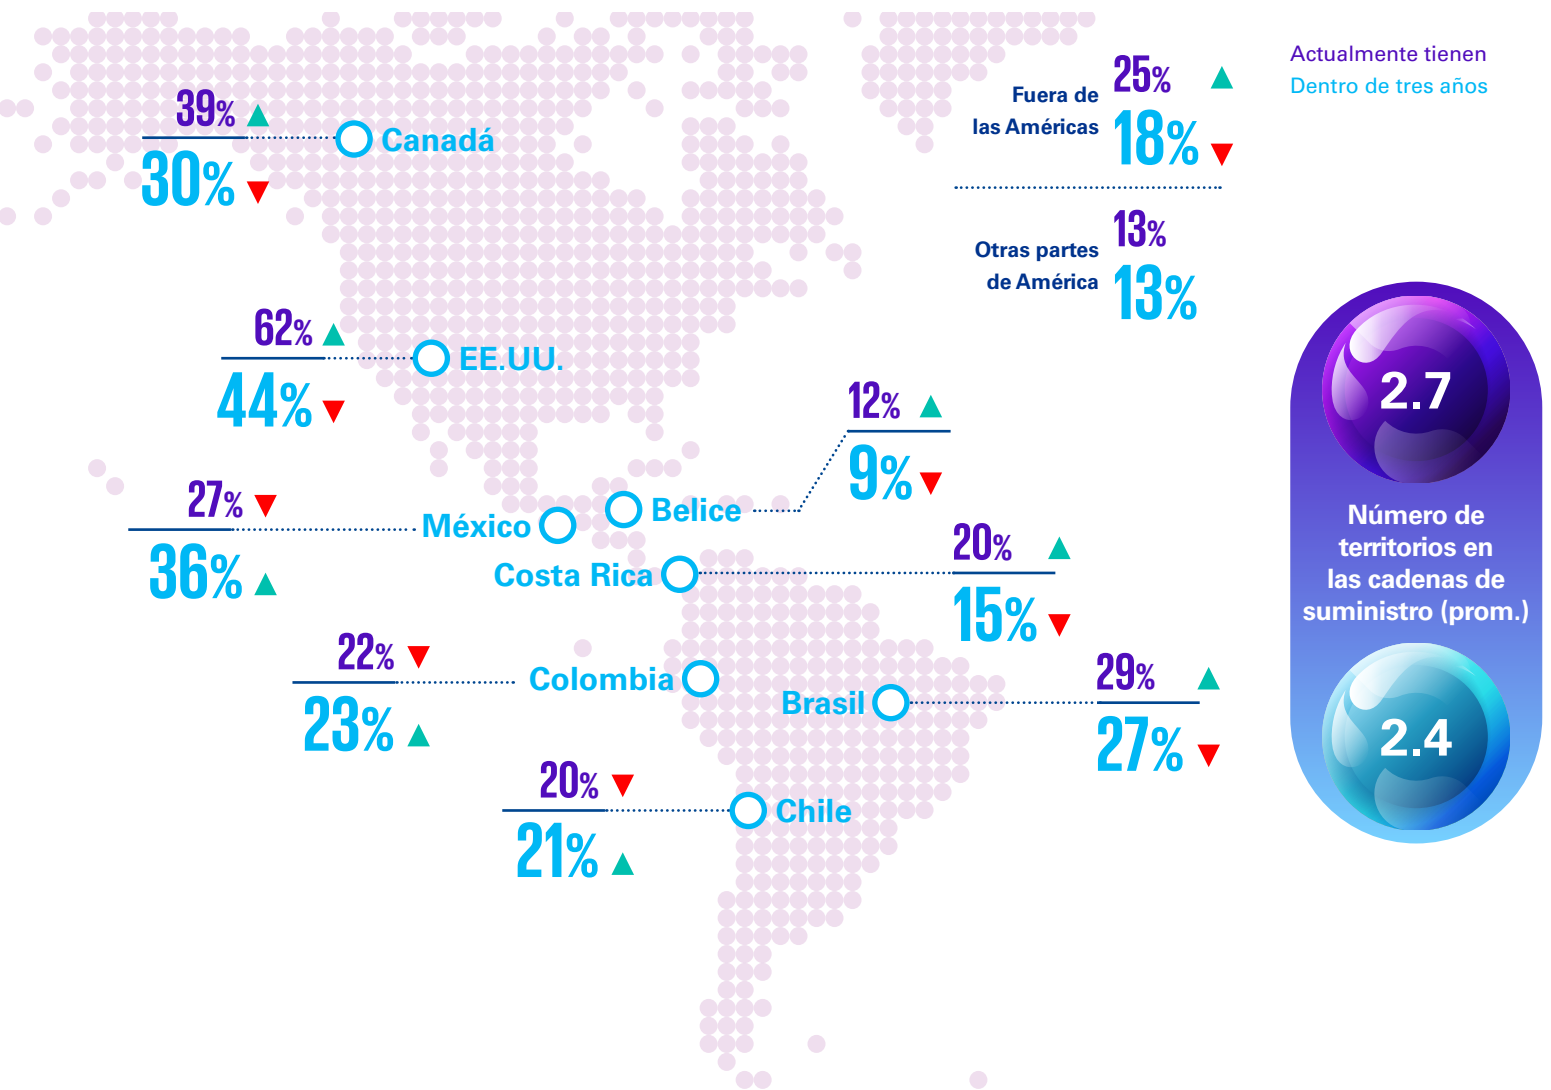 Actualmente tienen
Dentro de tres años
Fuera de
las Américas
25%
18%
Otras partes
de América
13%
13%
39%
30%
Canadá
62%
44%
EE.UU.
12%
9%
Belice
27%
36%
México
20%
15%
Costa Rica
22%
23%
Colombia
29%
27%
Brasil
20%
21%
Chile
2.7
Número de
territorios en
las cadenas de
suministro (prom.)
2.4